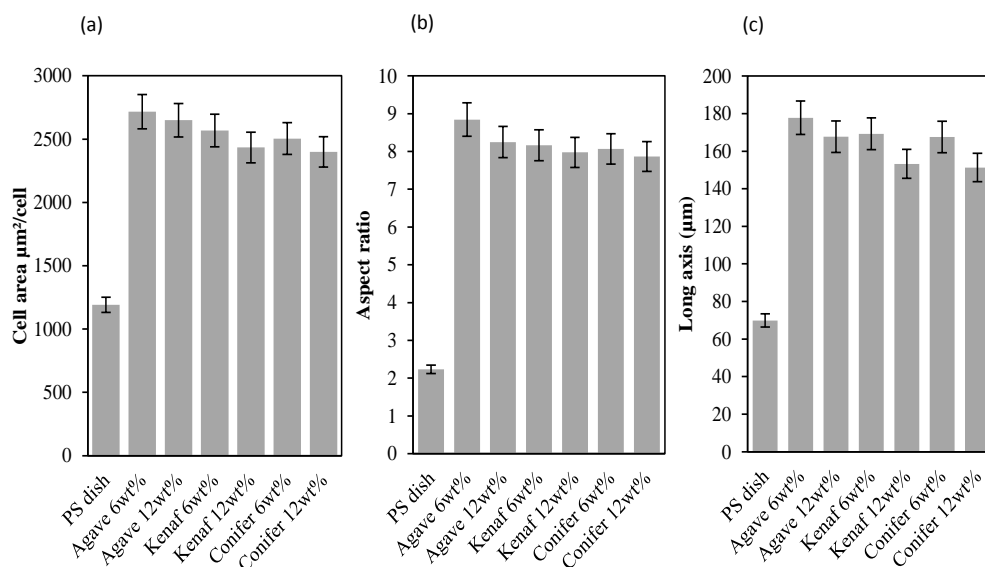 (a)
3000
2500
2000
1500
1000
500
0
Cell area µm²/cell
PS dish
Agave 6wt%
Agave 12wt%
Kenaf 6wt%
Kenaf 12wt%
Conifer 6wt%
Conifer 12wt%
(b)
10
9
8
7
6
5
4
3
2
1
0
Aspect ratio
PS dish
Agave 6wt%
Agave 12wt%
Kenaf 6wt%
Kenaf 12wt%
Conifer 6wt%
Conifer 12wt%
(c)
200
180
160
140
120
100
80
60
40
20
0
Long axis (µm)
PS dish
Agave 6wt%
Agave 12wt%
Kenaf 6wt%
Kenaf 12wt%
Conifer 6wt%
Conifer 12wt%